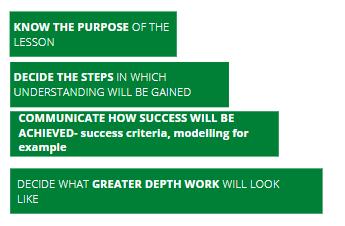 KNOW THE PURPOSE OF THE
LESSON
DECIDE THE STEPS IN WHICH
UNDERSTANDING WILL BE GAINED
COMMUNICATE HOW SUCCESS WILL BE
ACHIEVED- success criteria, modelling for
example
DECIDE WHAT GREATER DEPTH WORK WILL LOOK
LIKE